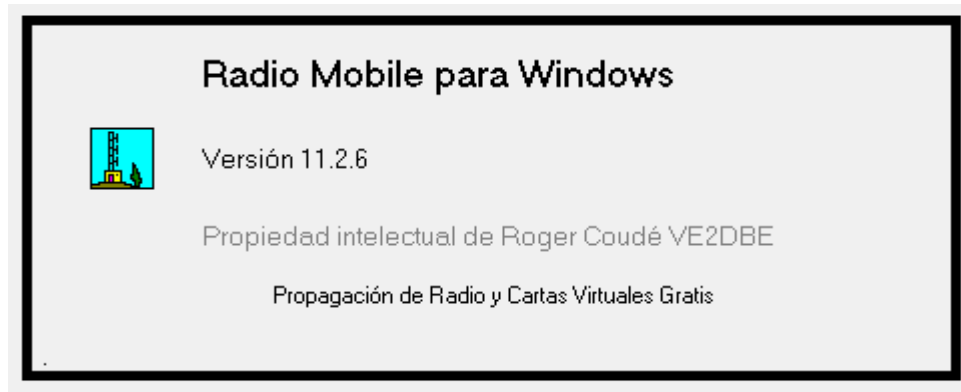 Radio Mobile para Windows
Versión 11.2.6
Propiedad intelectual de Roger Coudé VE2DBE
Propagación de Radio y Cartas Virtuales Gratis
.